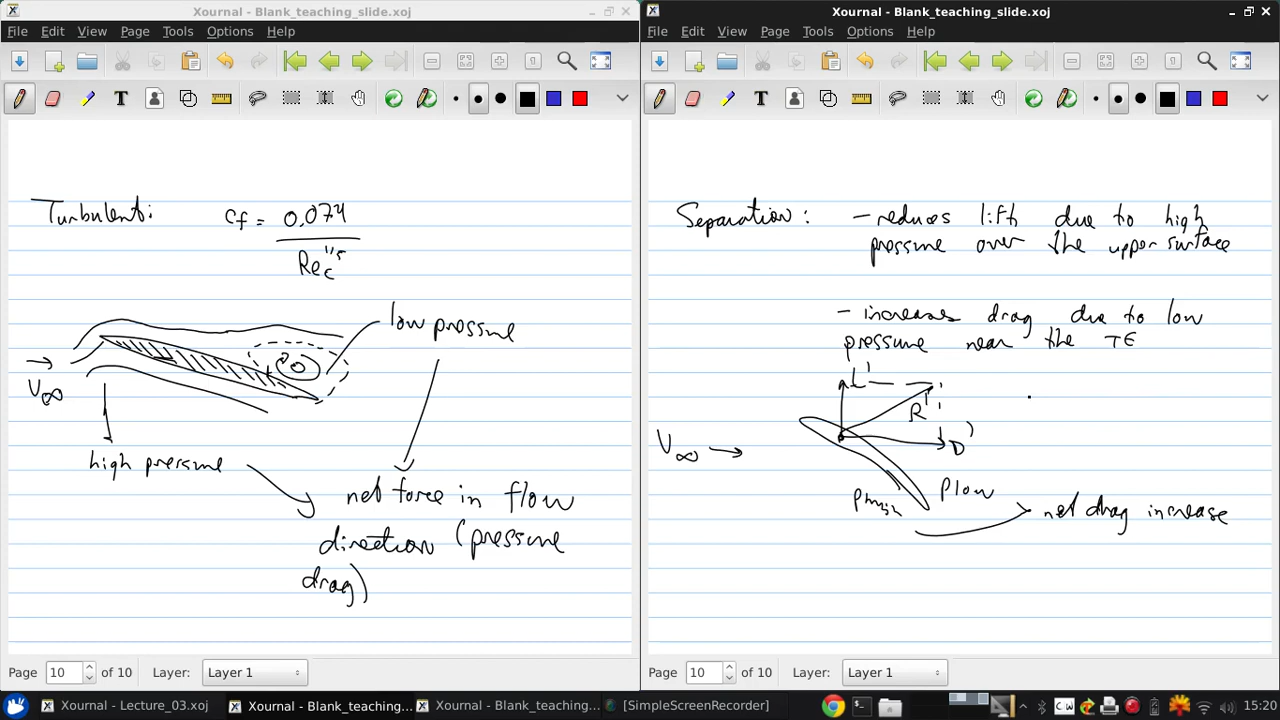 Xournal - Blank_teaching_slide.xoj
File Edit View Page Tools Options Help
Turbulent: cf = 0.074
Re_c^1/5
low pressure
V∞
high pressure
net force in flow
direction (pressure
drag)
Page 10 of 10 Layer: Layer 1
Xournal - Blank_teaching_slide.xoj
File Edit View Page Tools Options Help
Separation: - reduces lift due to high
pressure over the upper surface
- increases drag due to low
pressure near the TE
L'
R'
D'
V∞
Phigh
Plow
net drag increase
Page 10 of 10 Layer: Layer 1
Xournal - Lecture_03.xoj Xournal - Blank_teaching... Xournal - Blank_teaching... [SimpleScreenRecorder] 15:20